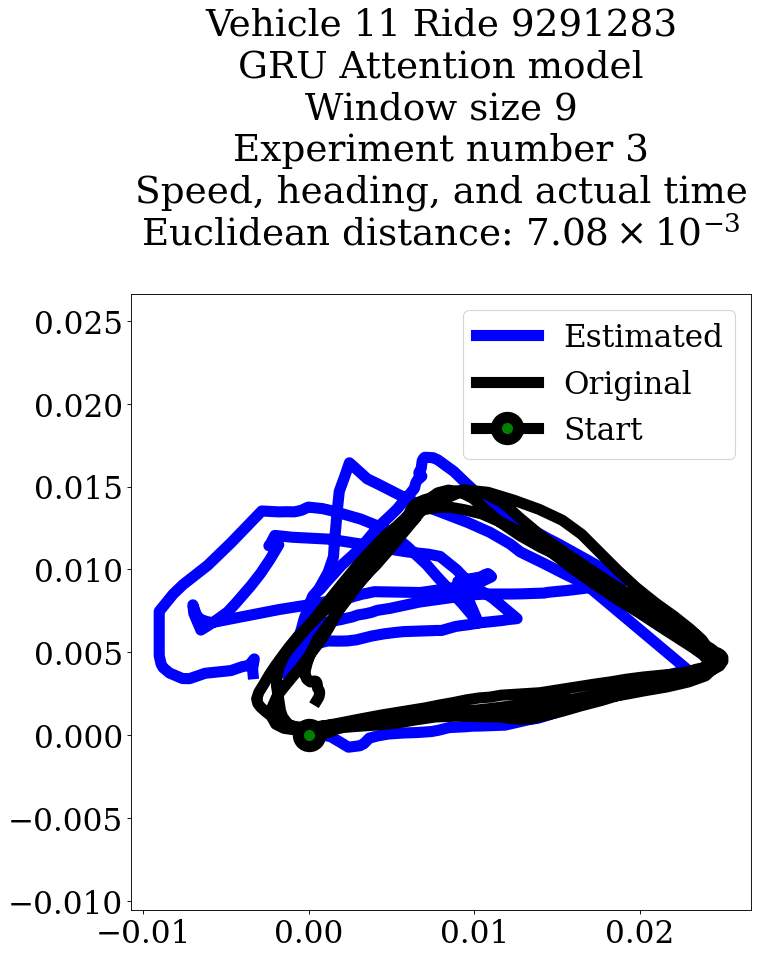 Vehicle 11 Ride 9291283
GRU Attention model
Window size 9
Experiment number 3
Speed, heading, and actual time
Euclidean distance: 7.08 × 10⁻³
Estimated
Original
Start
0.025
0.020
0.015
0.010
0.005
0.000
−0.005
−0.010
−0.01 0.00 0.01 0.02